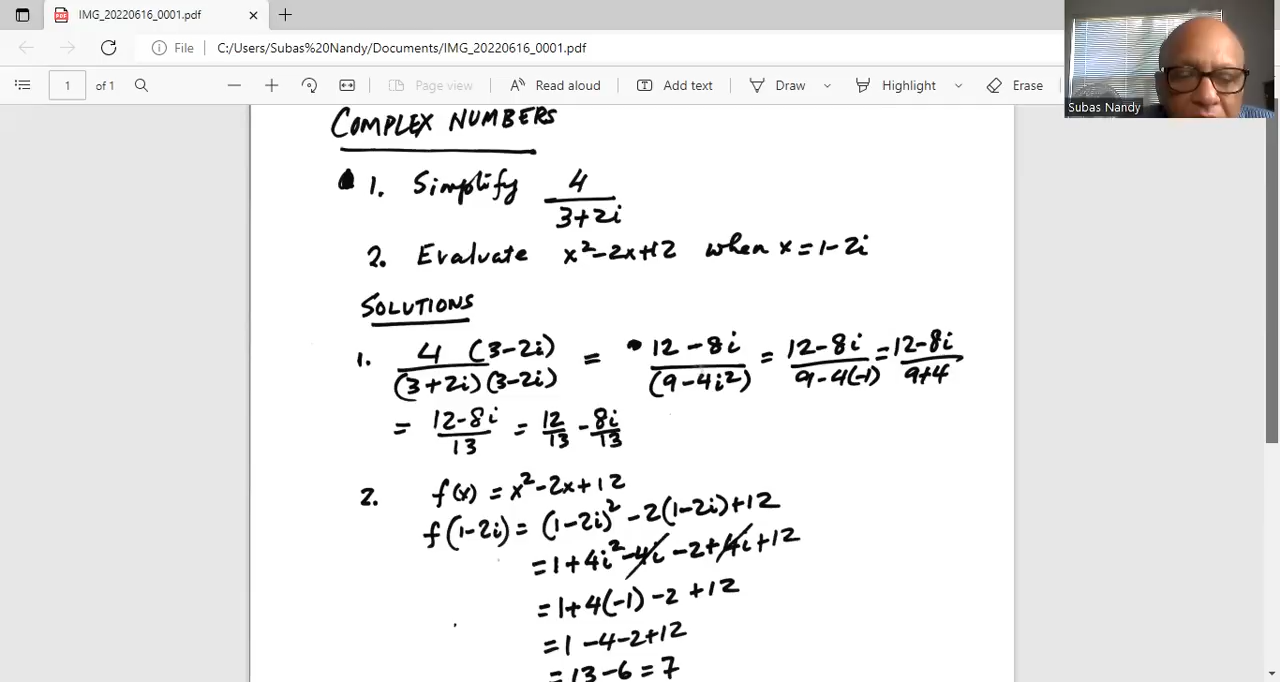 IMG_20220616_0001.pdf
File C:/Users/Subas%20Nandy/Documents/IMG_20220616_0001.pdf
1 of 1 Page view Read aloud Add text Draw Highlight Erase
Subas Nandy
COMPLEX NUMBERS
1. Simplify 4/(3+2i)
2. Evaluate x²-2x+12 when x=1-2i
SOLUTIONS
1. 4 (3-2i)/(3+2i)(3-2i) = 12-8i/(9-4i²) = 12-8i/9-4(-1) = 12-8i/9+4
= 12-8i/13 = 12/13 - 8i/13
2. f(x) = x²-2x+12
f(1-2i) = (1-2i)² -2(1-2i)+12
= 1+4i²-4i-2+4i+12
= 1+4(-1)-2+12
= 1-4-2+12
= 13-6=7